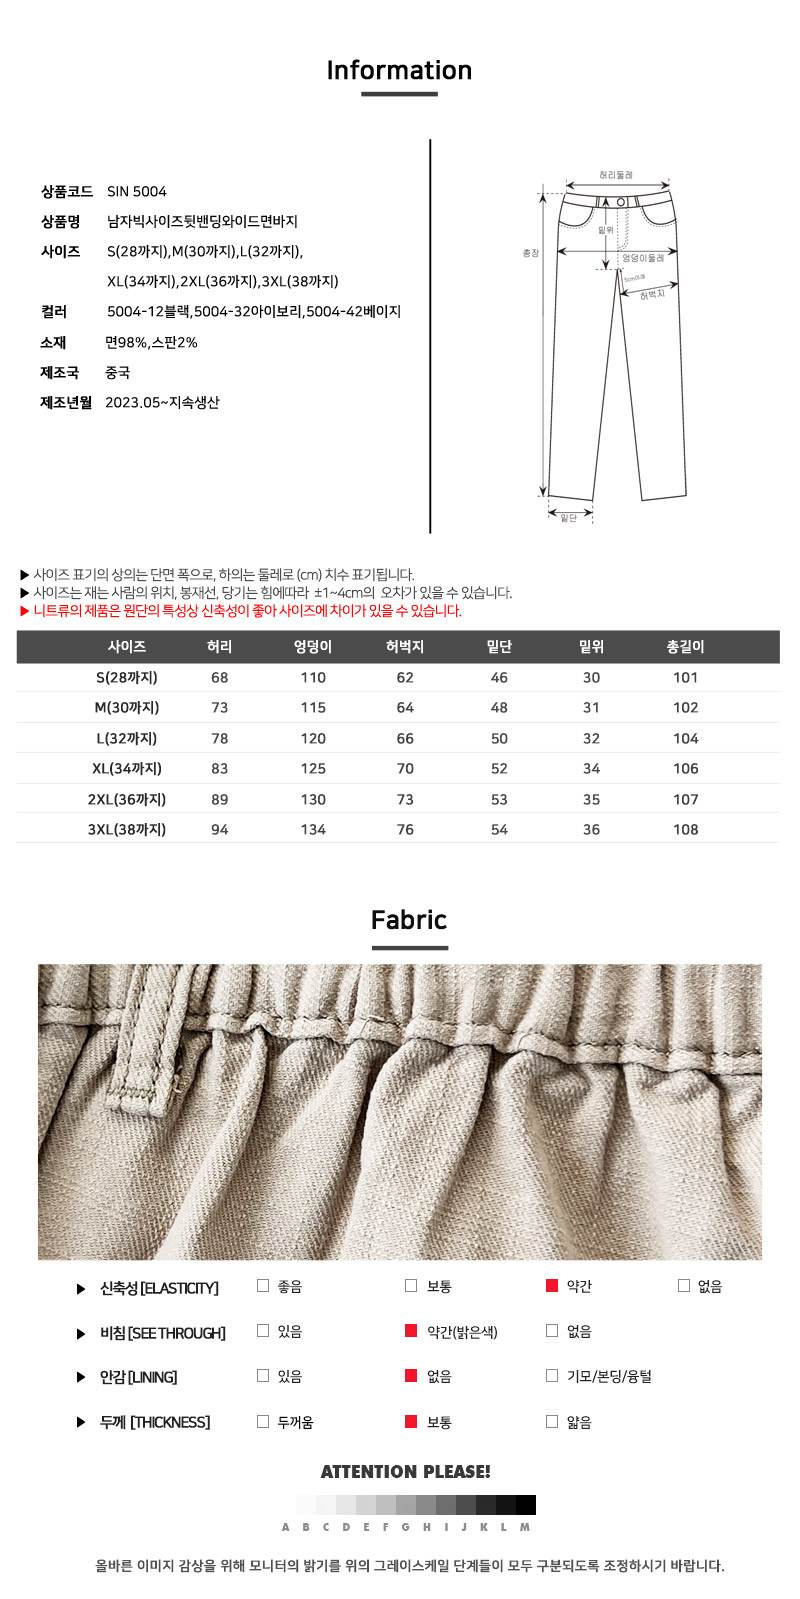 Information
상품코드 SIN 5004
상품명 남자빅사이즈뒷밴딩와이드면바지
사이즈 S(28까지),M(30까지),L(32까지),
XL(34까지),2XL(36까지),3XL(38까지)
컬러 5004-12블랙,5004-32아이보리,5004-42베이지
소재 면98%,스판2%
제조국 중국
제조년월 2023.05~지속생산
허리둘레
밑위
총장
엉덩이둘레
5cm아래
허벅지
밑단
▶ 사이즈 표기의 상의는 단면 폭으로, 하의는 둘레로 (cm) 치수 표기됩니다.
▶ 사이즈는 재는 사람의 위치, 봉재선, 당기는 힘에따라 ±1~4cm의 오차가 있을 수 있습니다.
▶ 니트류의 제품은 원단의 특성상 신축성이 좋아 사이즈에 차이가 있을 수 있습니다.
사이즈 허리 엉덩이 허벅지 밑단 밑위 총길이
S(28까지) 68 110 62 46 30 101
M(30까지) 73 115 64 48 31 102
L(32까지) 78 120 66 50 32 104
XL(34까지) 83 125 70 52 34 106
2XL(36까지) 89 130 73 53 35 107
3XL(38까지) 94 134 76 54 36 108
Fabric
▶ 신축성 [ELASTICITY] 좋음 보통 약간 없음
▶ 비침 [SEE THROUGH] 있음 약간(밝은색) 없음
▶ 안감 [LINING] 있음 없음 기모/본딩/융털
▶ 두께 [THICKNESS] 두꺼움 보통 얇음
ATTENTION PLEASE!
A B C D E F G H I J K L M
올바른 이미지 감상을 위해 모니터의 밝기를 위의 그레이스케일 단계들이 모두 구분되도록 조정하시기 바랍니다.